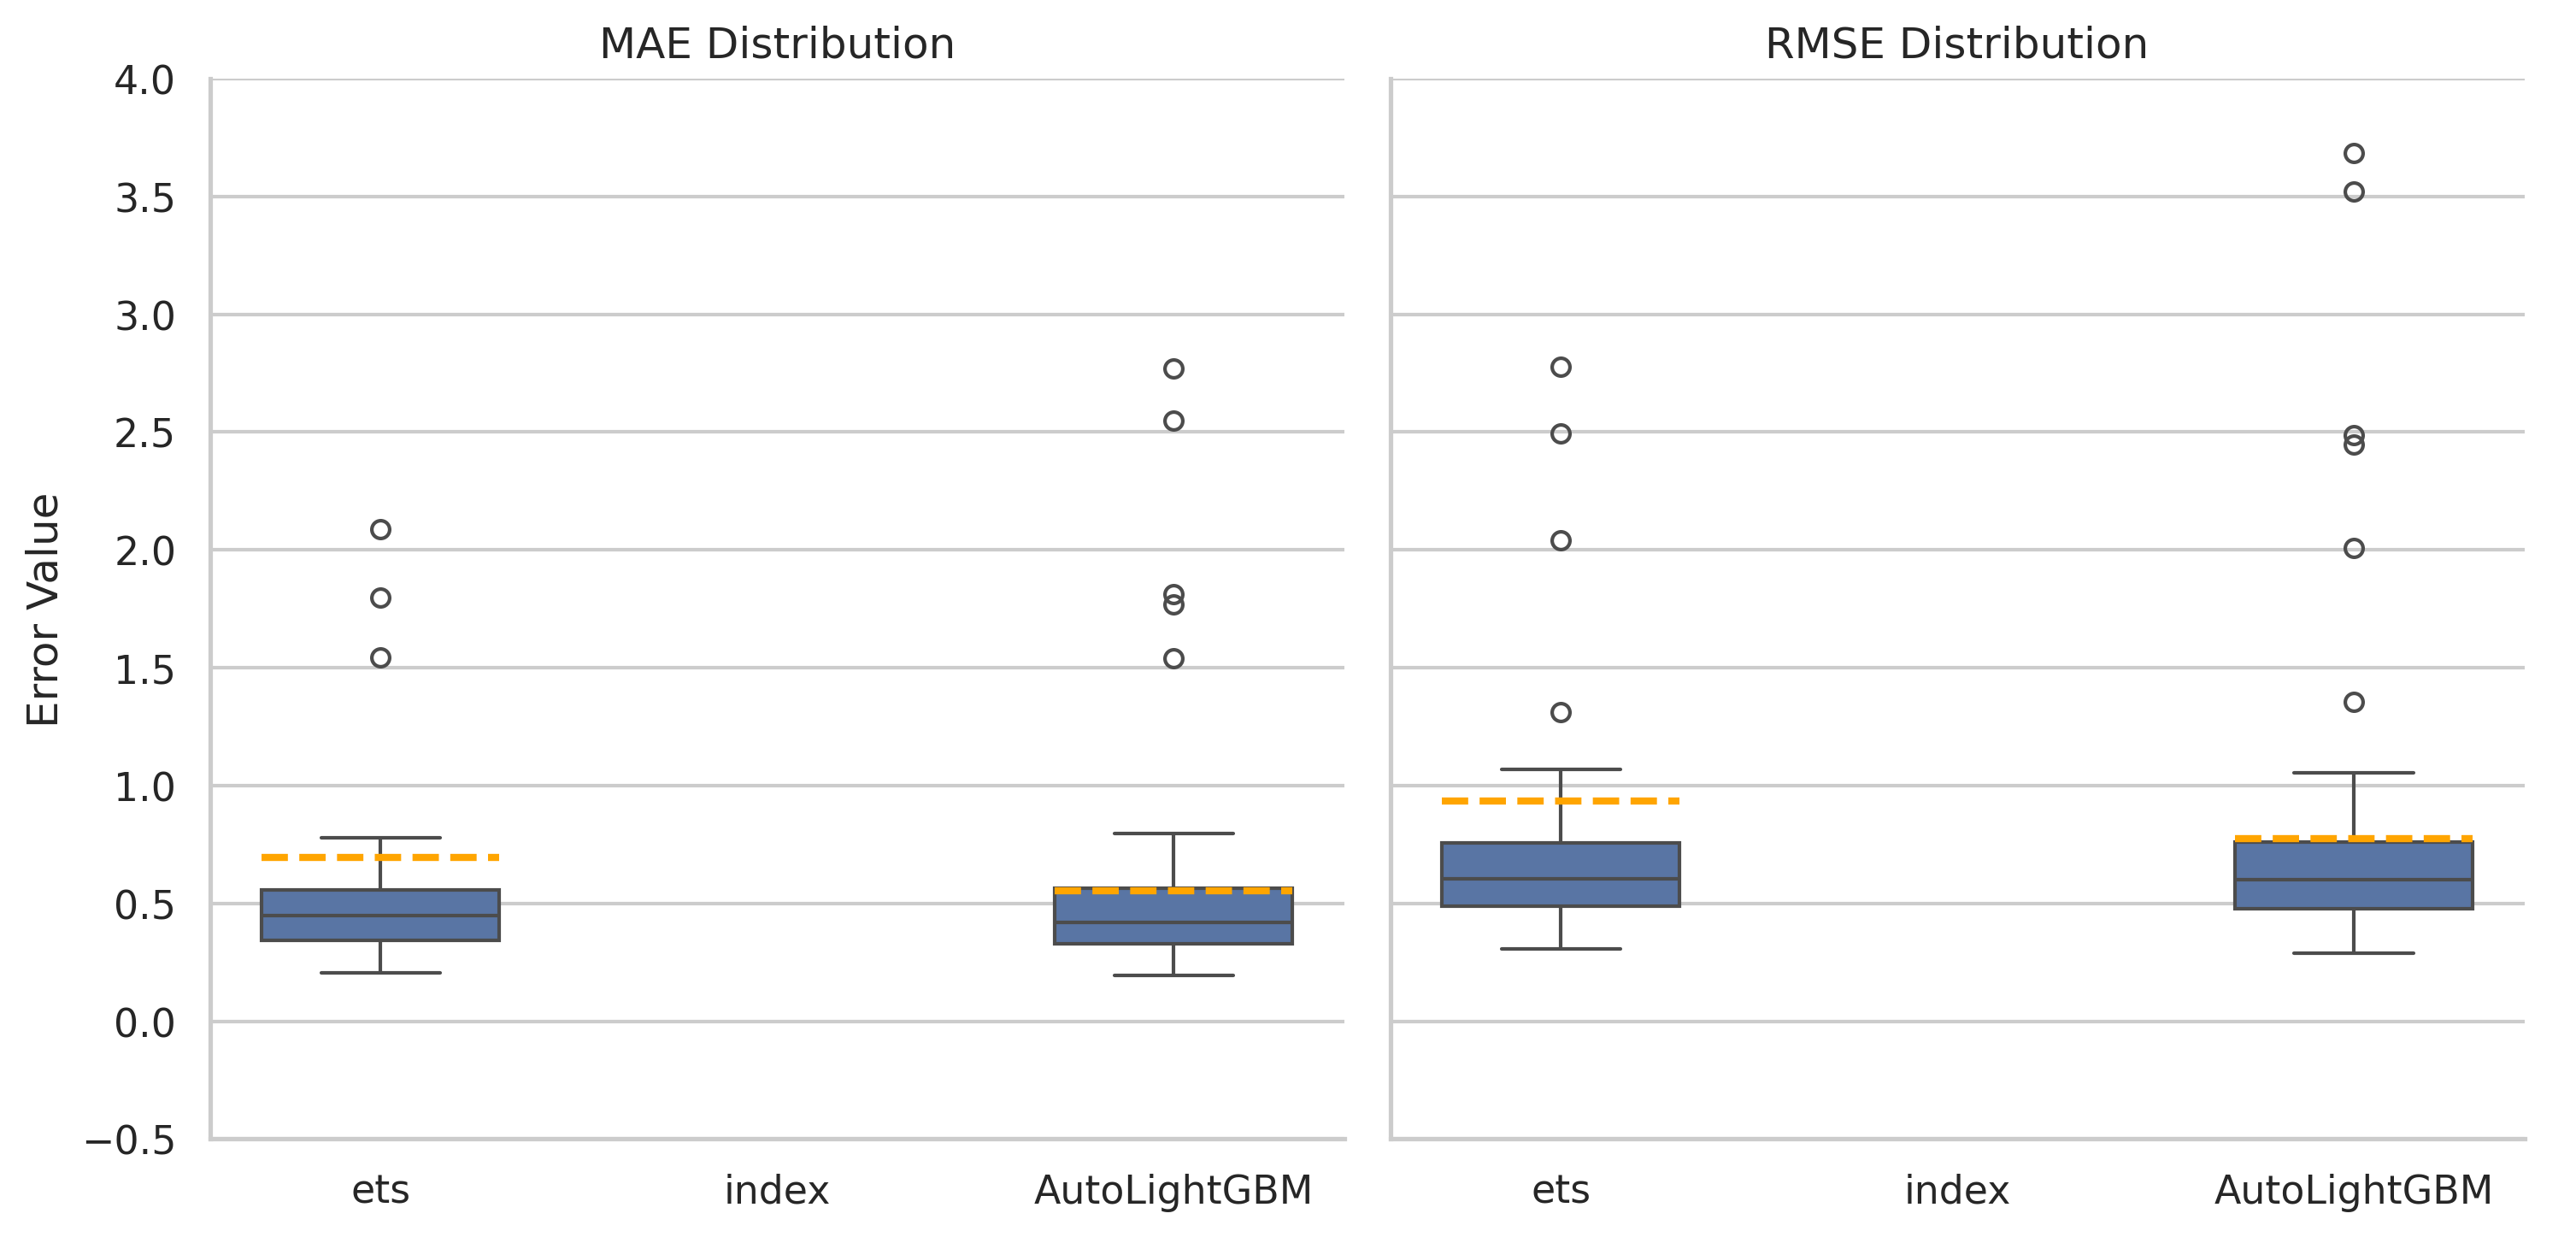 MAE Distribution
RMSE Distribution
4.0
3.5
3.0
2.5
2.0
1.5
1.0
0.5
0.0
−0.5
Error Value
ets
index
AutoLightGBM
ets
index
AutoLightGBM